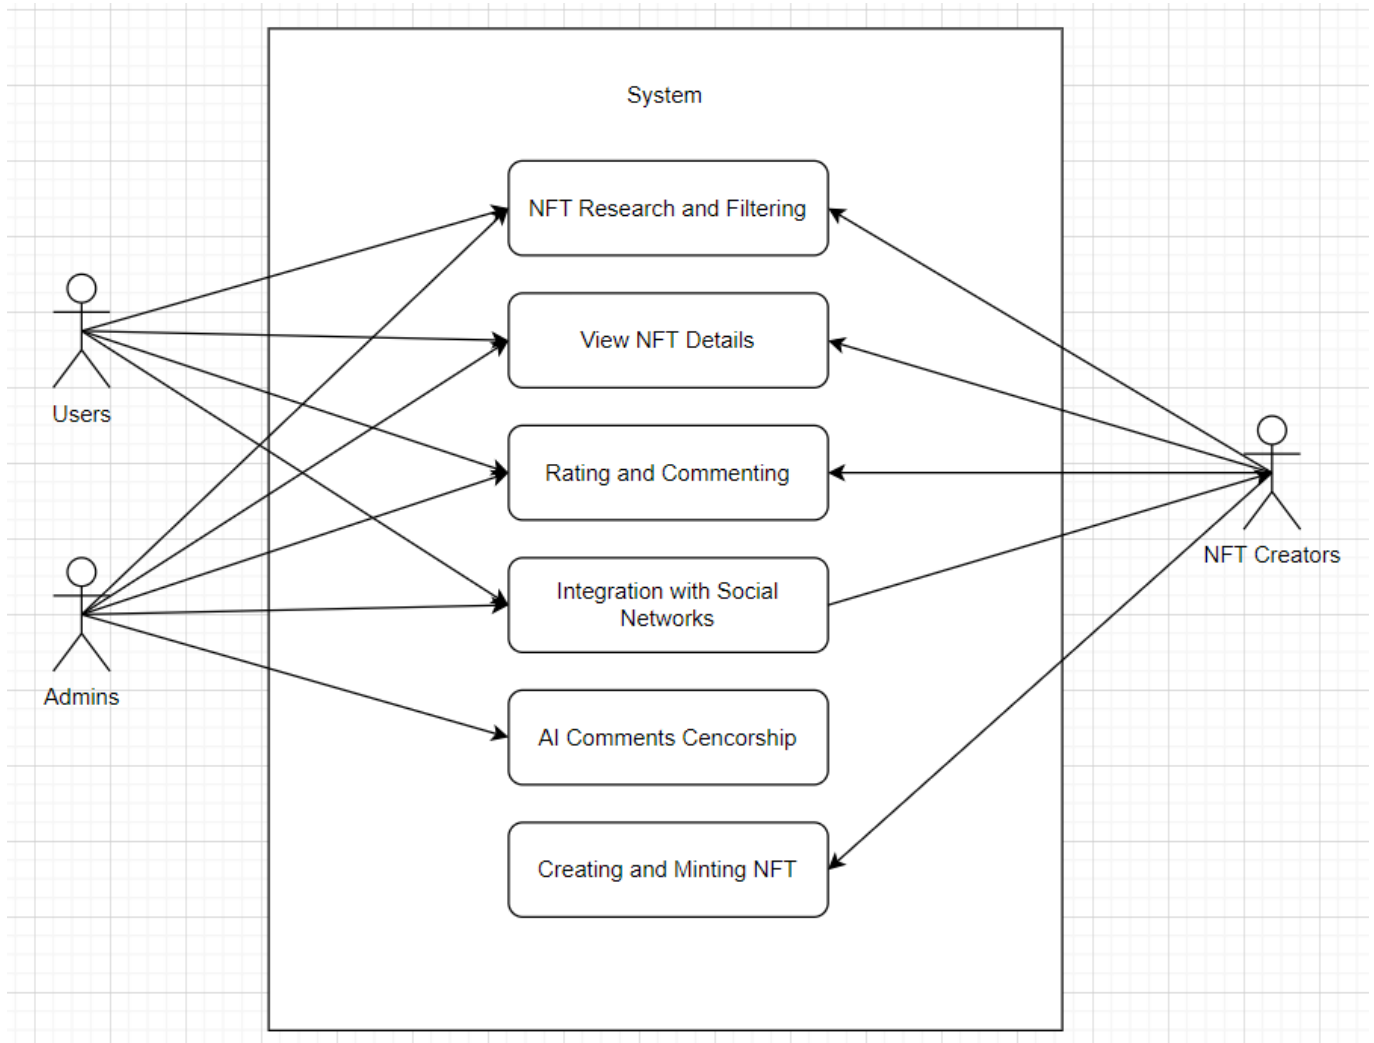 System
NFT Research and Filtering
View NFT Details
Users
Rating and Commenting
NFT Creators
Integration with Social
Networks
Admins
AI Comments Cencorship
Creating and Minting NFT